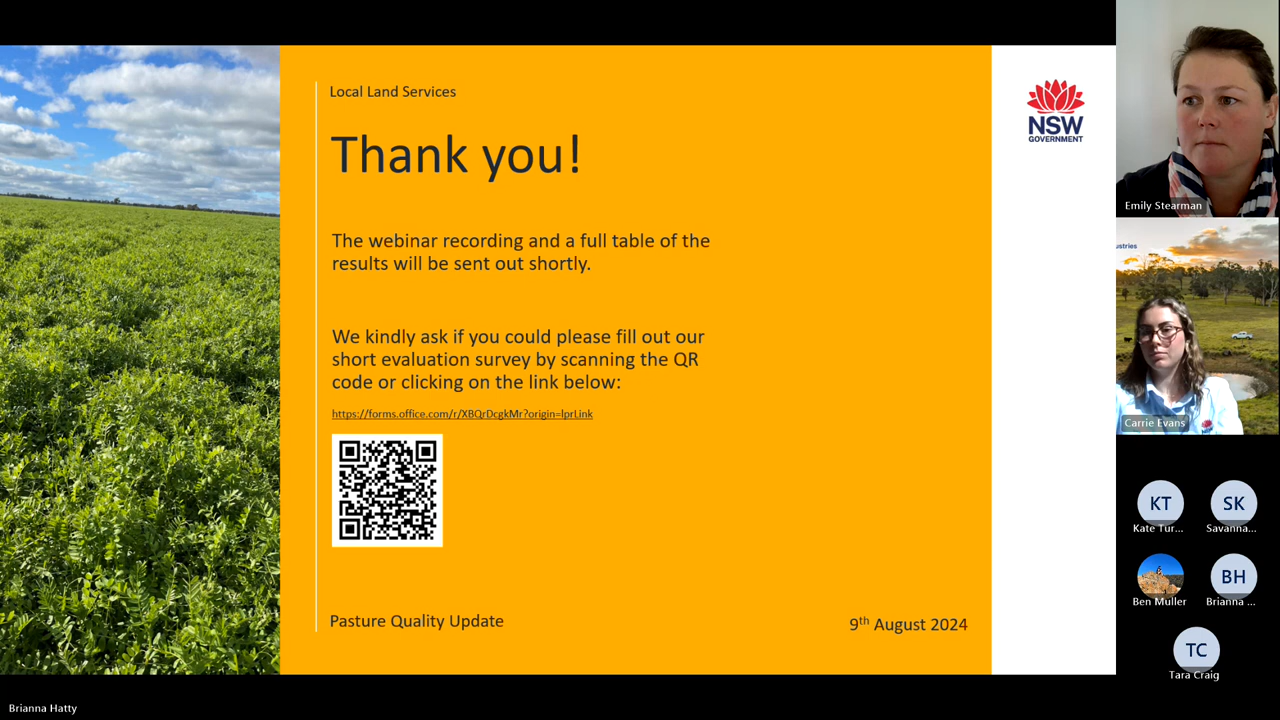 Local Land Services
Thank you!
The webinar recording and a full table of the
results will be sent out shortly.
We kindly ask if you could please fill out our
short evaluation survey by scanning the QR
code or clicking on the link below:
https://forms.office.com/r/XBQrDcgkMr?origin=lprLink
Pasture Quality Update
9th August 2024
NSW
GOVERNMENT
Emily Stearman
ustries
Carrie Evans
KT
Kate Tur...
SK
Savanna...
Ben Muller
BH
Brianna ...
TC
Tara Craig
Brianna Hatty